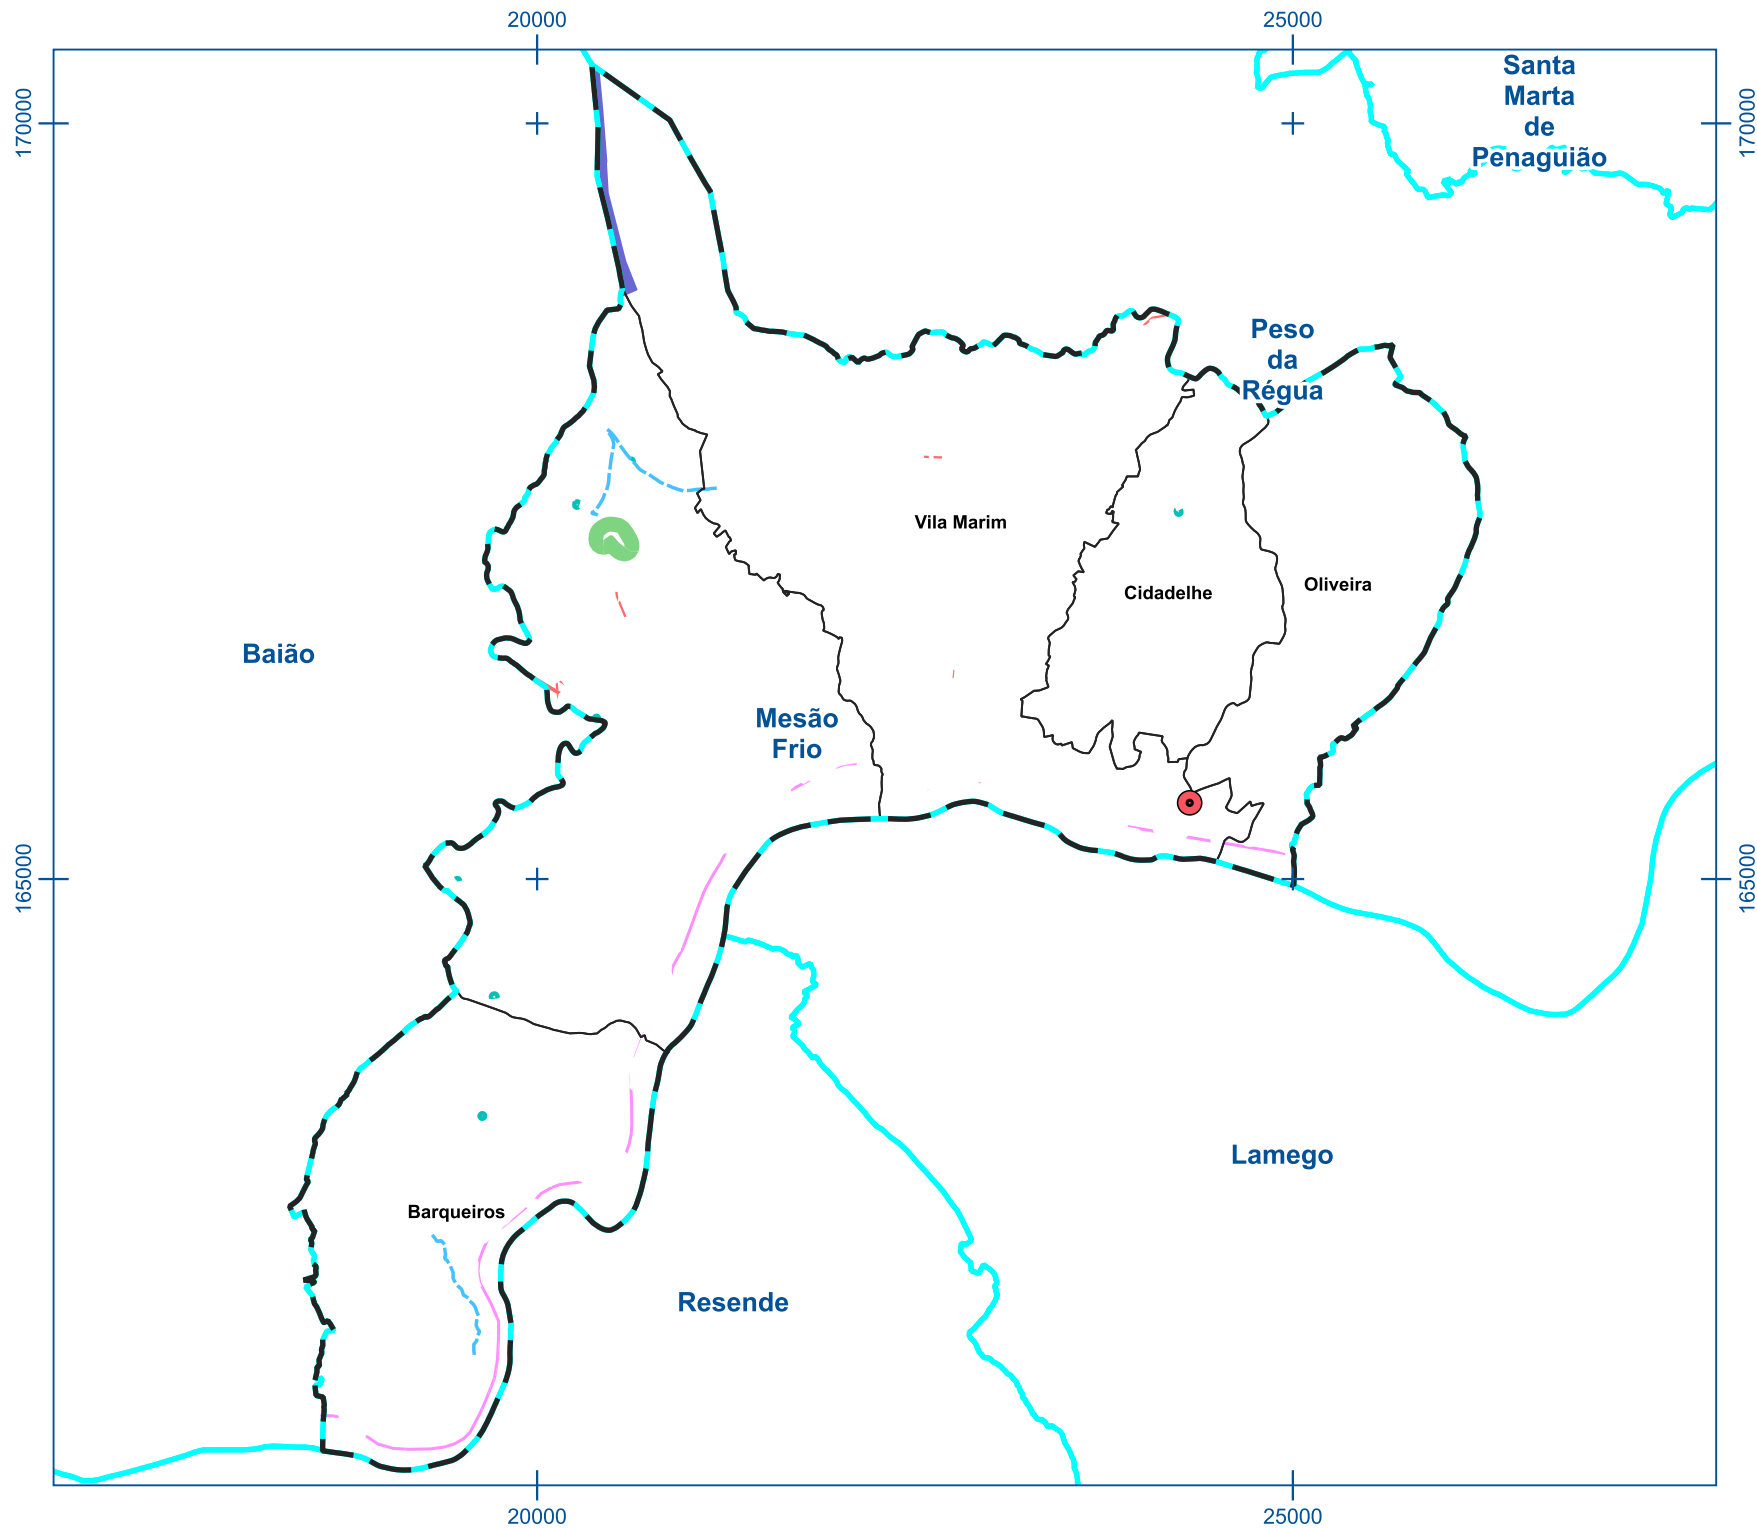 20000
25000
170000
170000
Santa
Marta
de
Penaguião
Peso
da
Régua
Vila Marim
Cidadelhe
Oliveira
Baião
Mesão
Frio
165000
165000
Lamego
Barqueiros
Resende
20000
25000